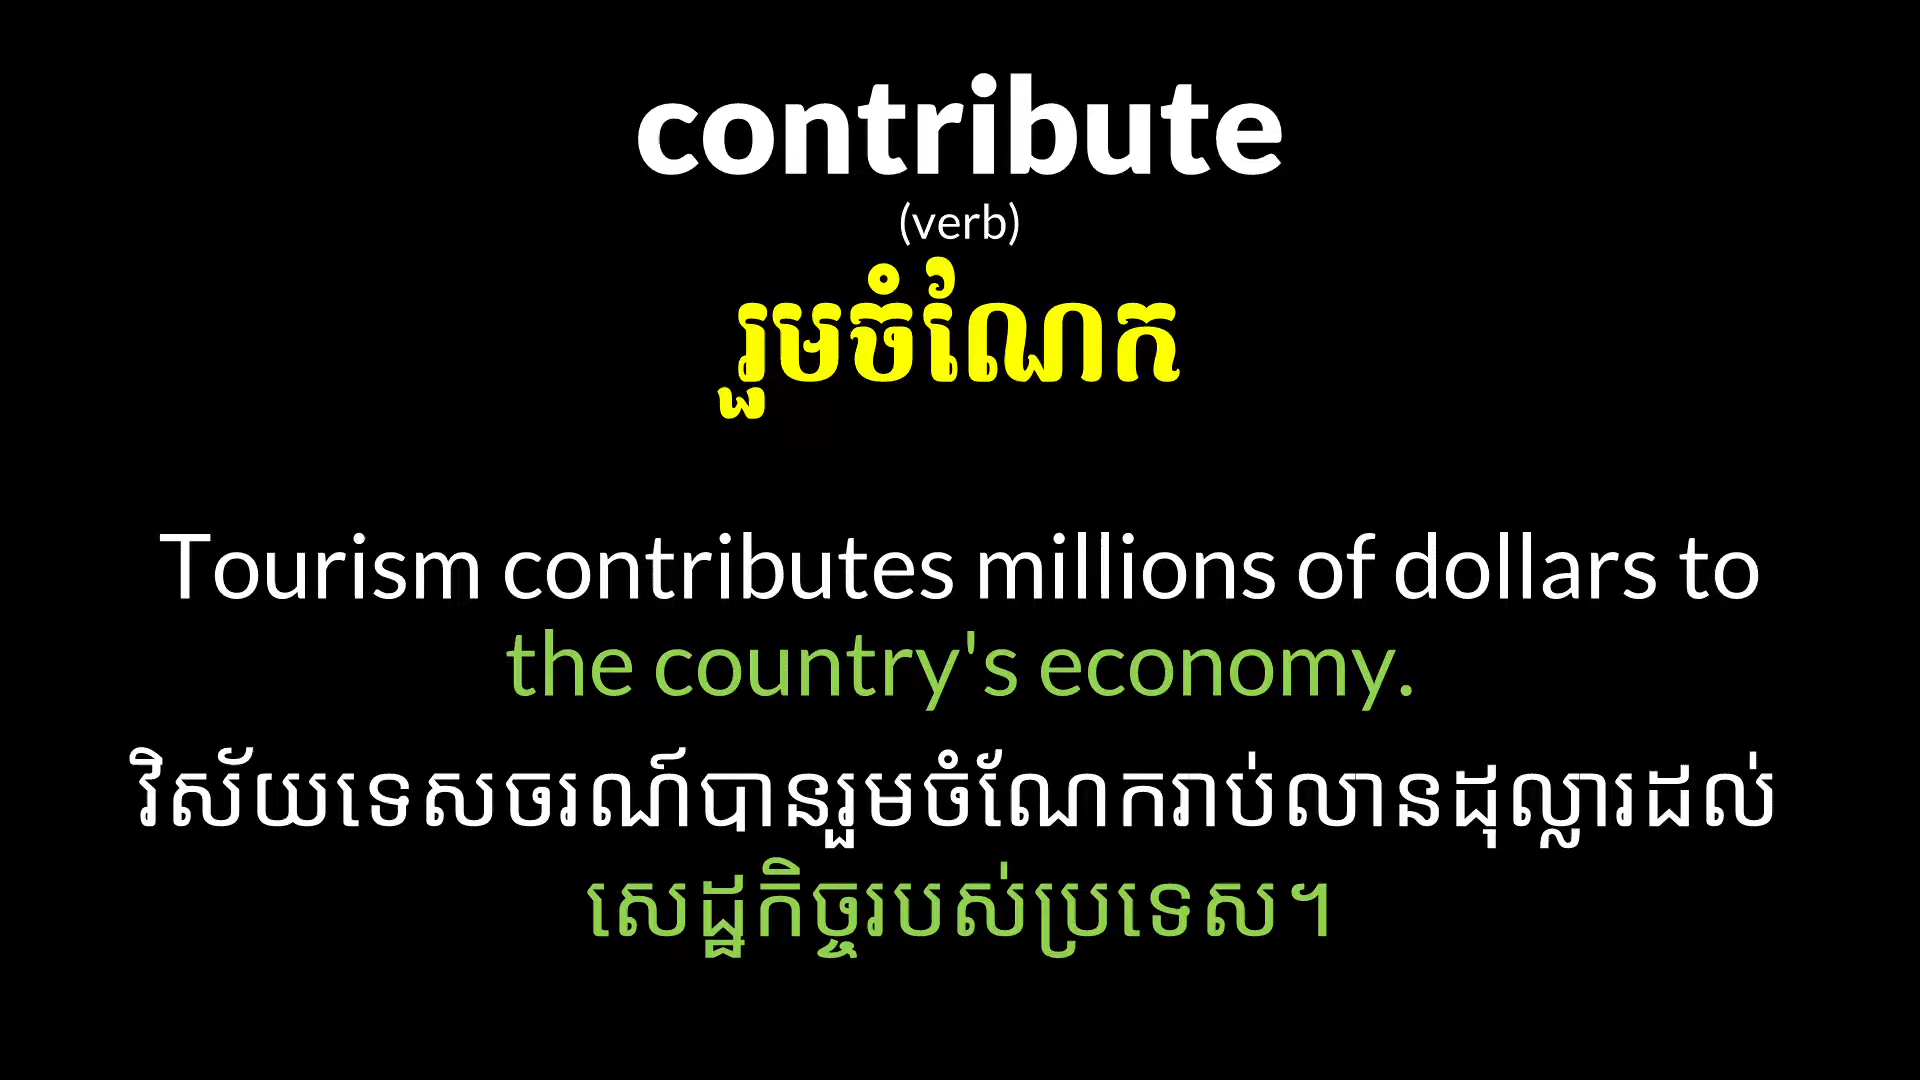 contribute
(verb)
រួមចំណែក
Tourism contributes millions of dollars to
the country's economy.
វិស័យទេសចរណ៍បានរួមចំណែករាប់លានដុល្លារដល់
សេដ្ឋកិច្ចរបស់ប្រទេស។